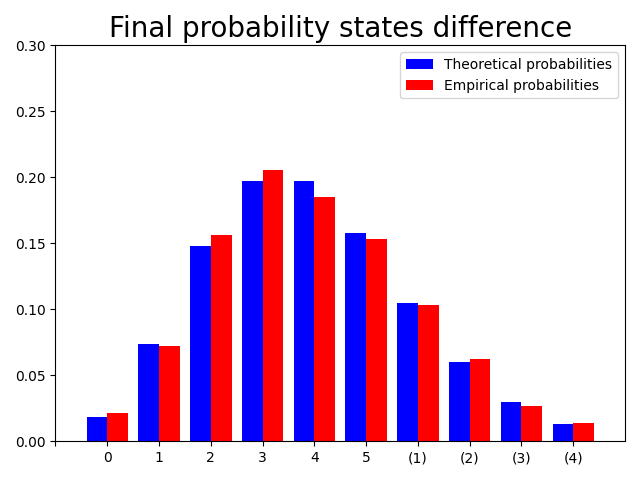 Final probability states difference
Theoretical probabilities
Empirical probabilities
0.30
0.25
0.20
0.15
0.10
0.05
0.00
0 1 2 3 4 5 (1) (2) (3) (4)